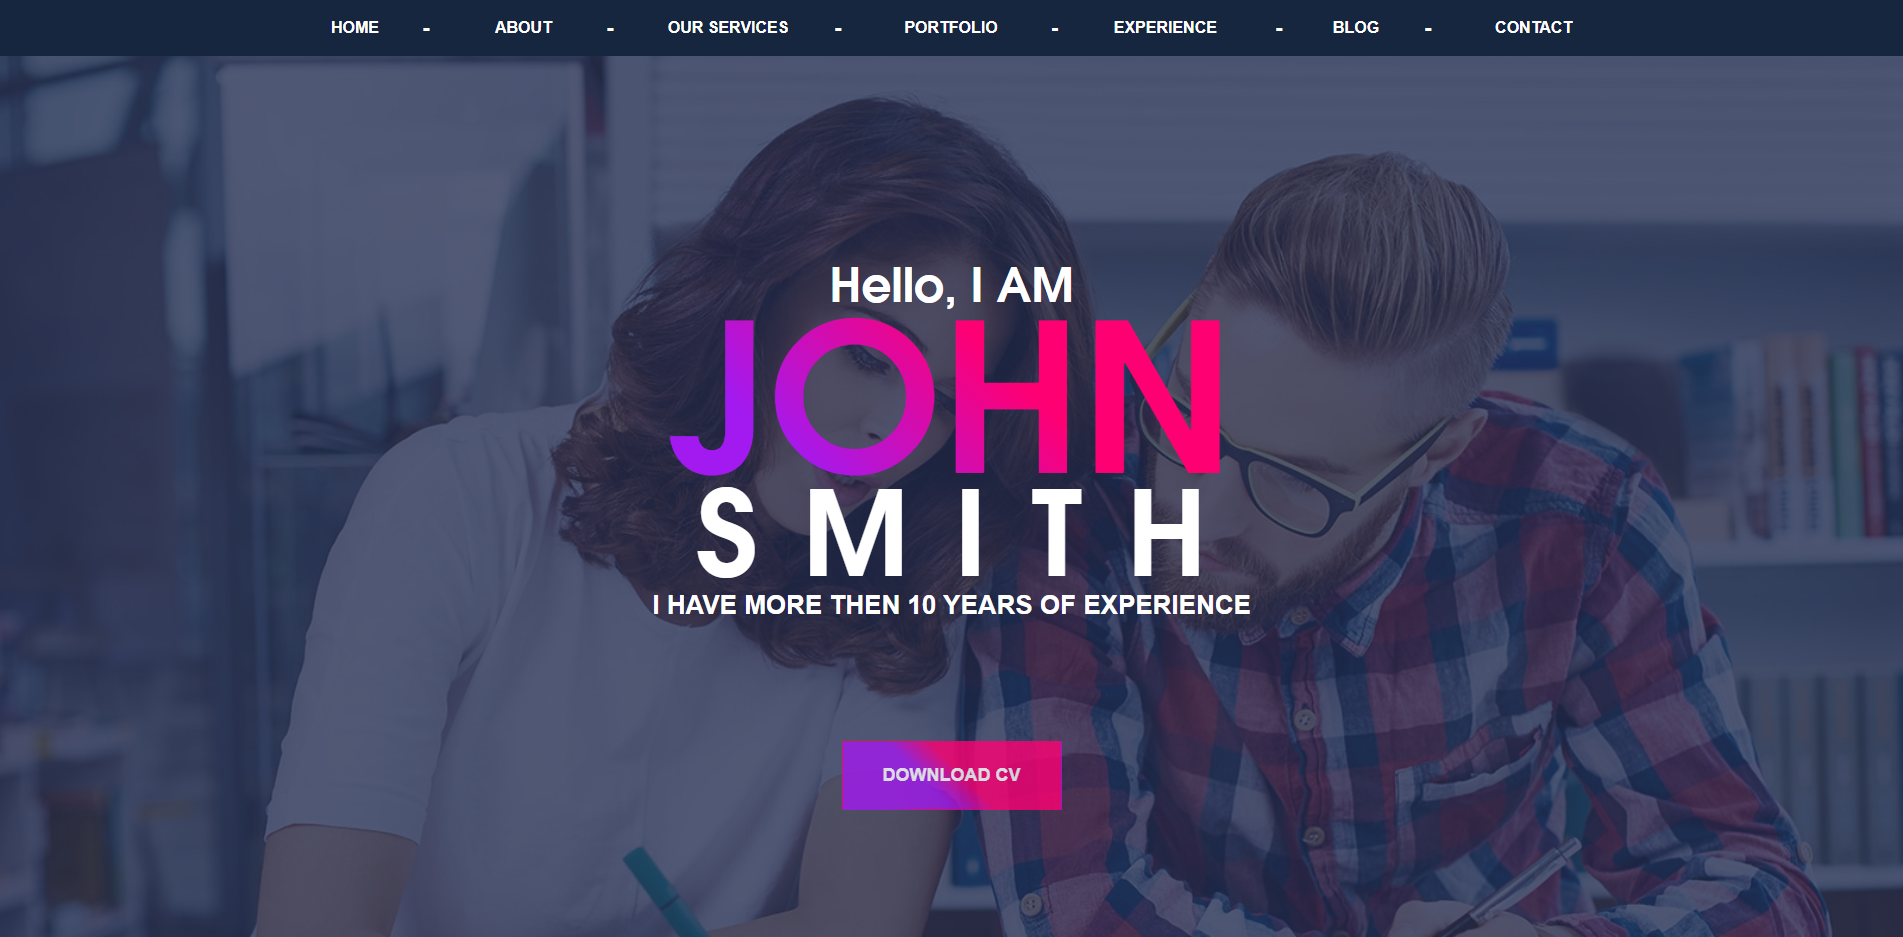 HOME - ABOUT - OUR SERVICES - PORTFOLIO - EXPERIENCE - BLOG - CONTACT
Hello, I AM
JOHN
SMITH
I HAVE MORE THEN 10 YEARS OF EXPERIENCE
DOWNLOAD CV